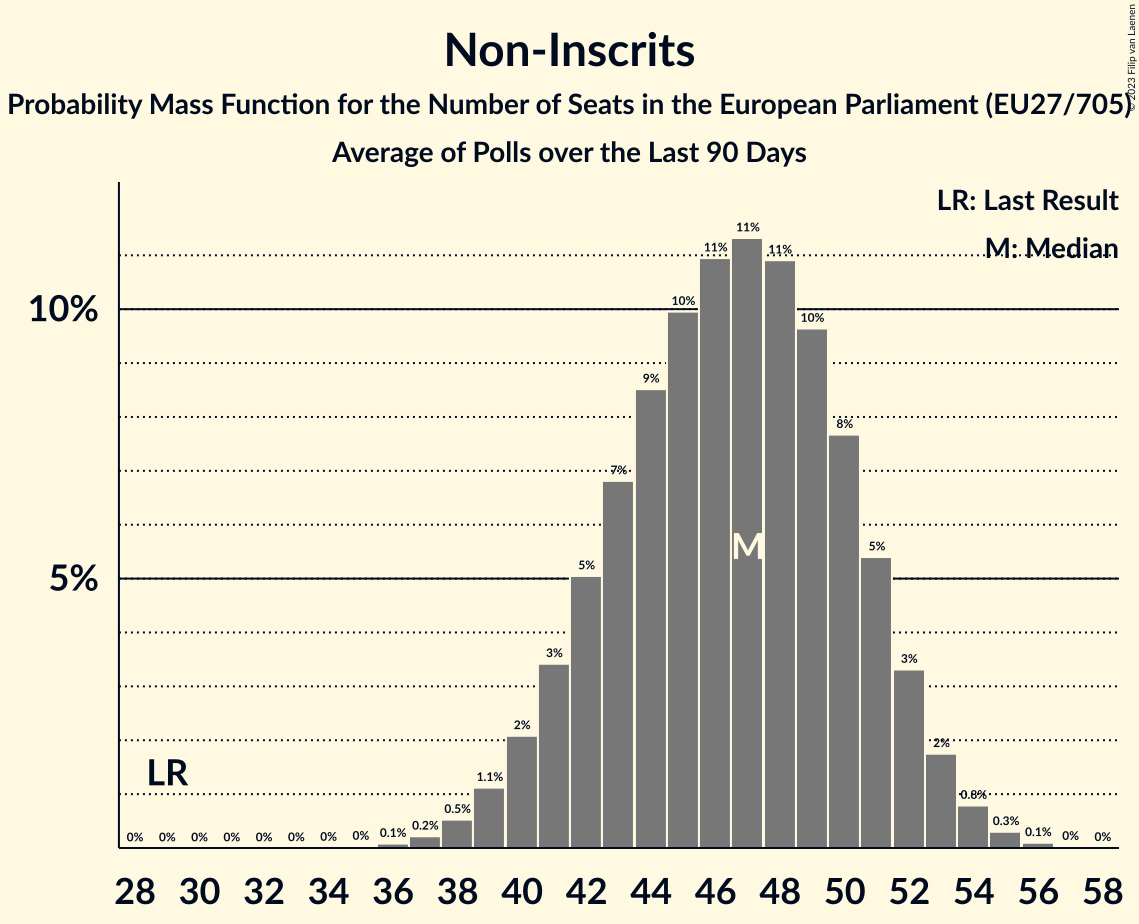 Non-Inscrits
Probability Mass Function for the Number of Seats in the European Parliament (EU27/705)
Average of Polls over the Last 90 Days
© 2023 Filip van Laenen
LR: Last Result
M: Median
10%
5%
LR
M
0% 0% 0% 0% 0% 0% 0% 0% 0.1% 0.2% 0.5% 1.1% 2% 3% 5% 7% 9% 10% 11% 11% 11% 10% 8% 5% 3% 2% 0.8% 0.3% 0.1% 0% 0%
28 30 32 34 36 38 40 42 44 46 48 50 52 54 56 58